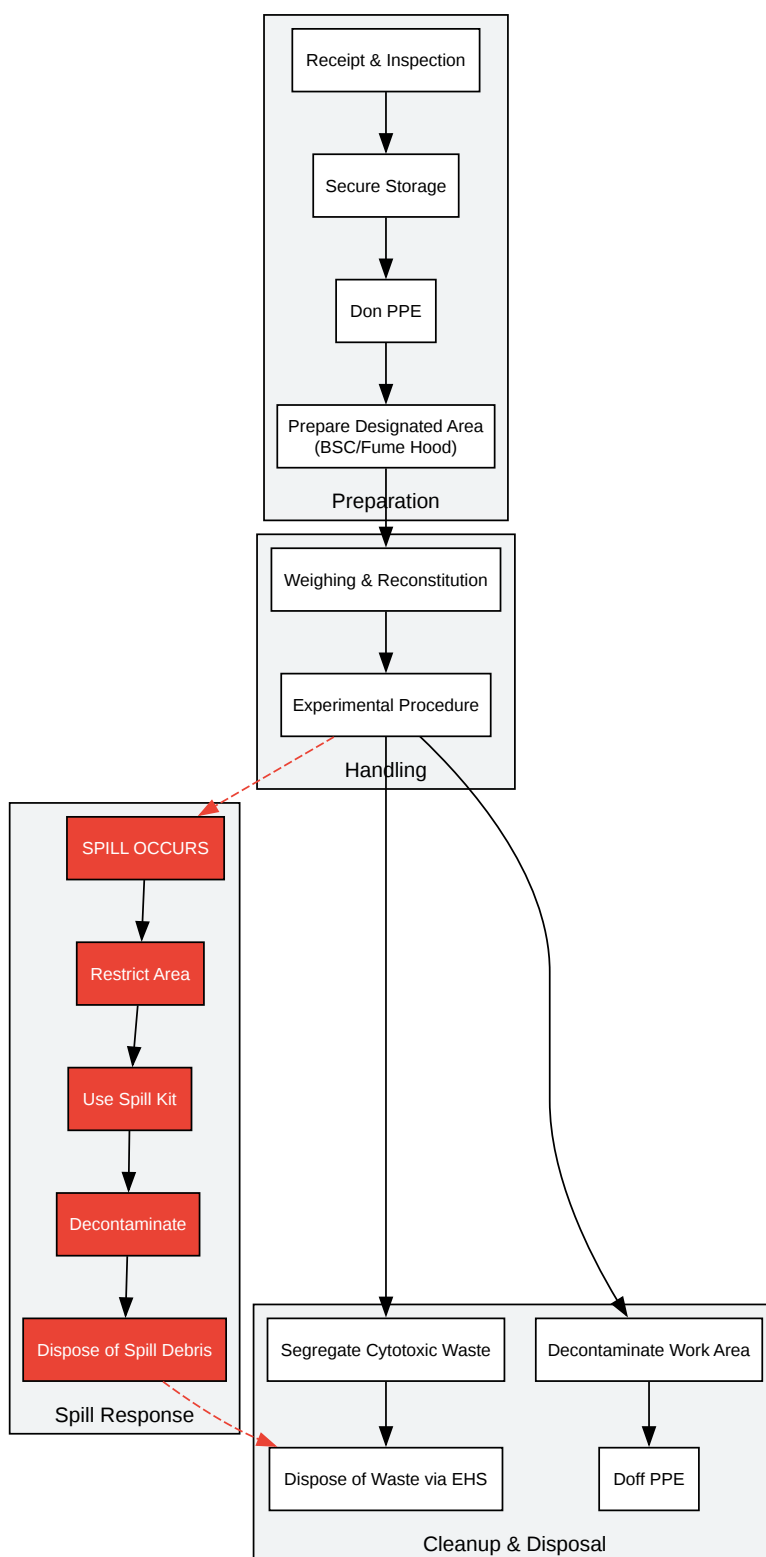 Receipt & Inspection
Secure Storage
Don PPE
Prepare Designated Area
(BSC/Fume Hood)
Preparation
Weighing & Reconstitution
Experimental Procedure
Handling
SPILL OCCURS
Restrict Area
Use Spill Kit
Decontaminate
Dispose of Spill Debris
Spill Response
Segregate Cytotoxic Waste
Decontaminate Work Area
Dispose of Waste via EHS
Doff PPE
Cleanup & Disposal